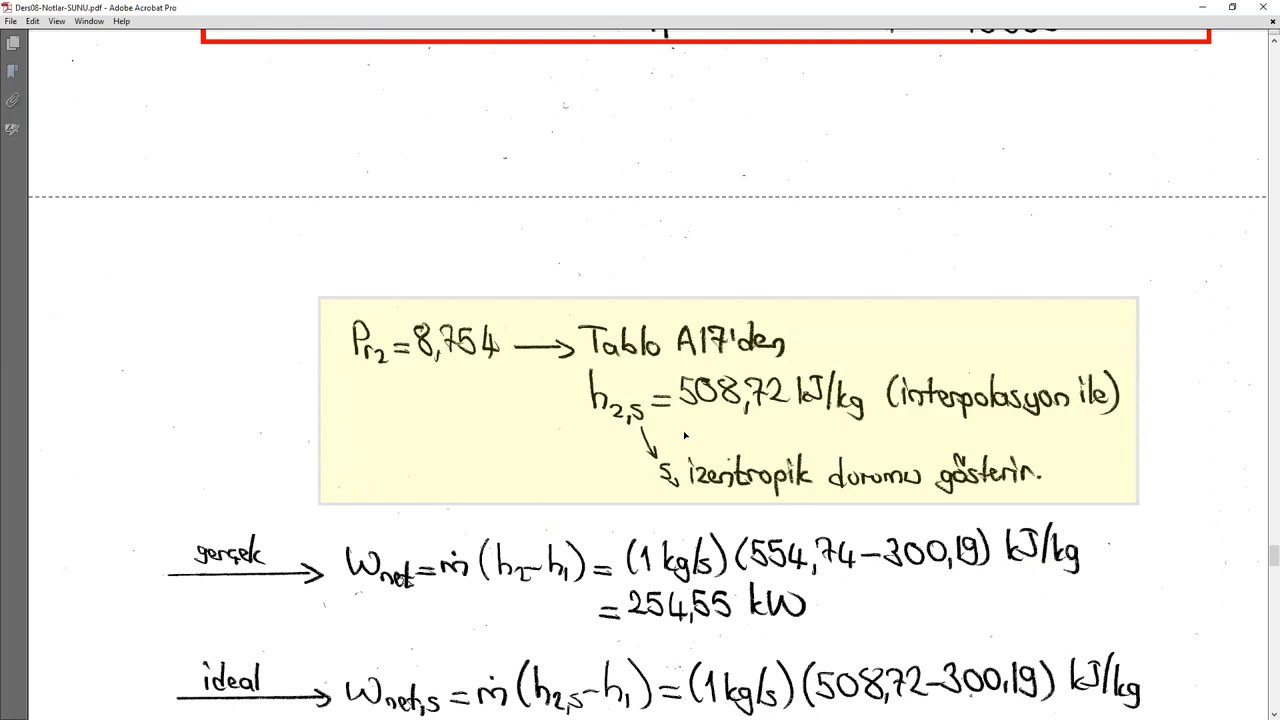 Ders08-Notlar-SUNU.pdf - Adobe Acrobat Pro
File Edit View Window Help
Pr2 = 8,754 → Tablo A17'den
h2,s = 508,72 kJ/kg (interpolasyon ile)
s, izentropik durumu gösterir.
gerçek → Wnet = ṁ (h2 - h1) = (1 kg/s) (554,74 - 300,19) kJ/kg
= 254,55 kW
ideal → Wnet,s = ṁ (h2,s - h1) = (1 kg/s) (508,72 - 300,19) kJ/kg